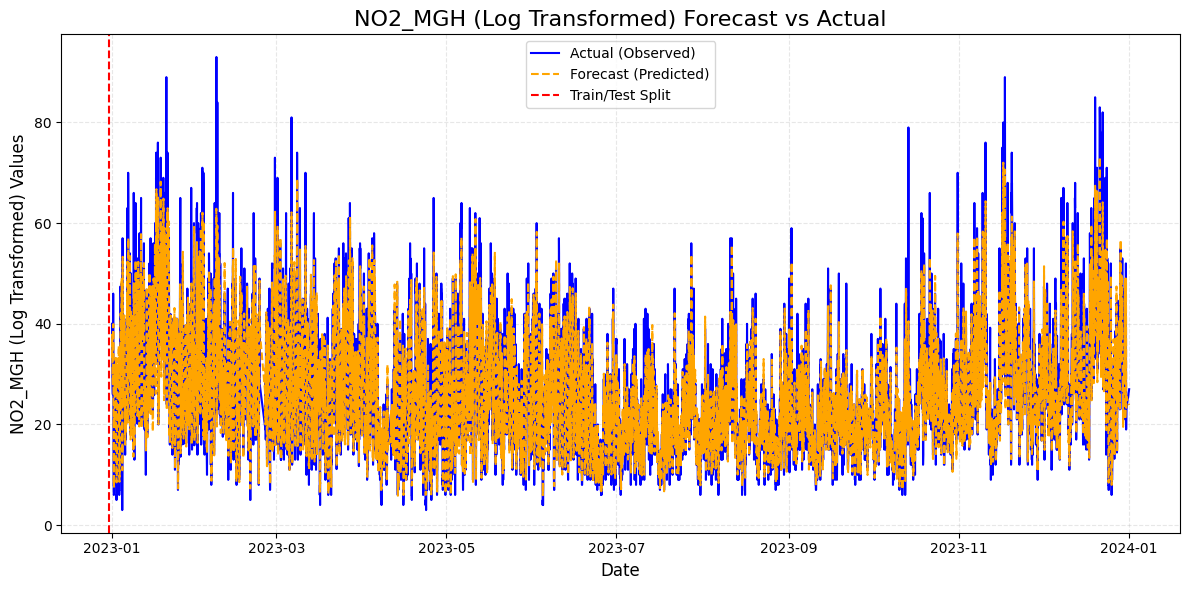 NO2_MGH (Log Transformed) Forecast vs Actual
Actual (Observed)
Forecast (Predicted)
Train/Test Split
NO2_MGH (Log Transformed) Values
80
60
40
20
0
2023-01
2023-03
2023-05
2023-07
2023-09
2023-11
2024-01
Date